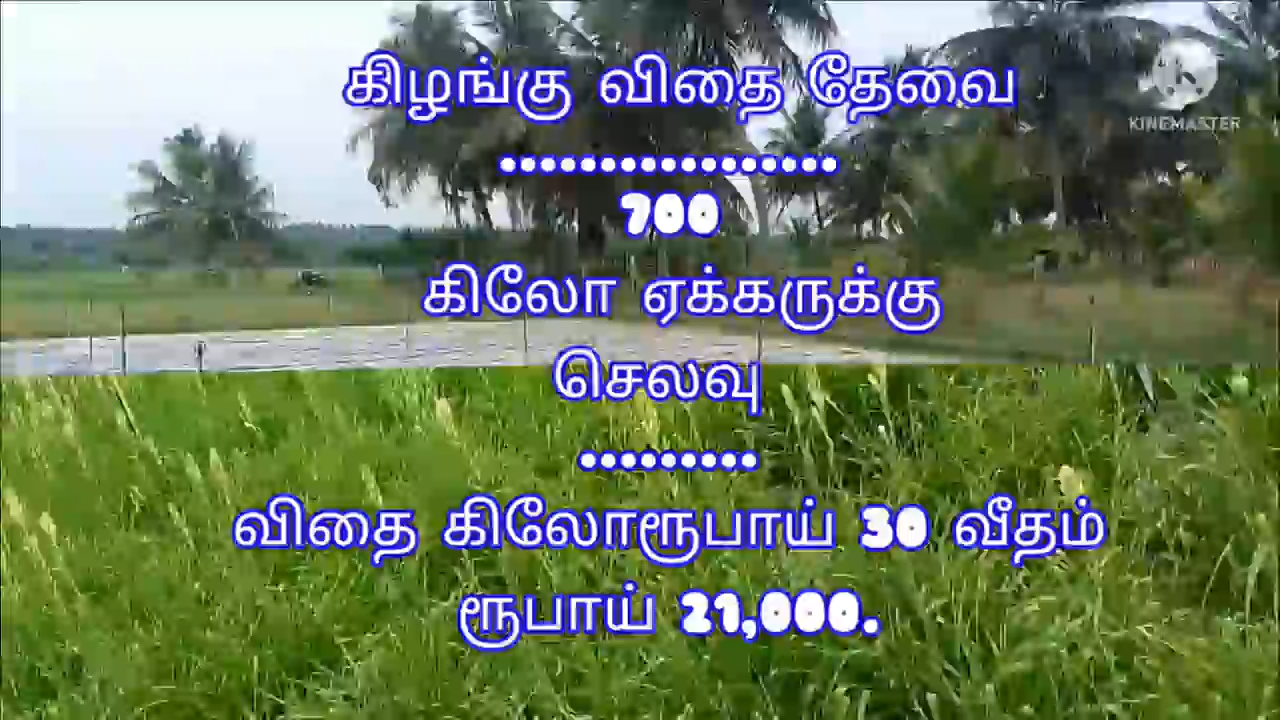 கிழங்கு விதை தேவை
KINEMASTER
.................
700
கிலோ ஏக்கருக்கு
செலவு
.........
விதை கிலோரூபாய் 30 வீதம்
ரூபாய் 21,000.